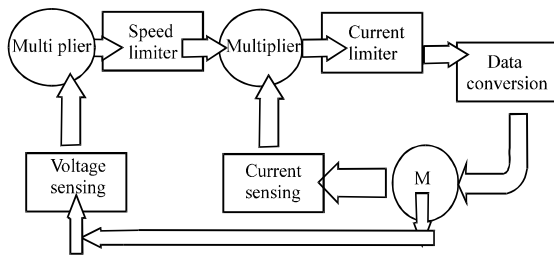 Multi plier
Speed
limiter
Multiplier
Current
limiter
Data
conversion
Voltage
sensing
Current
sensing
M